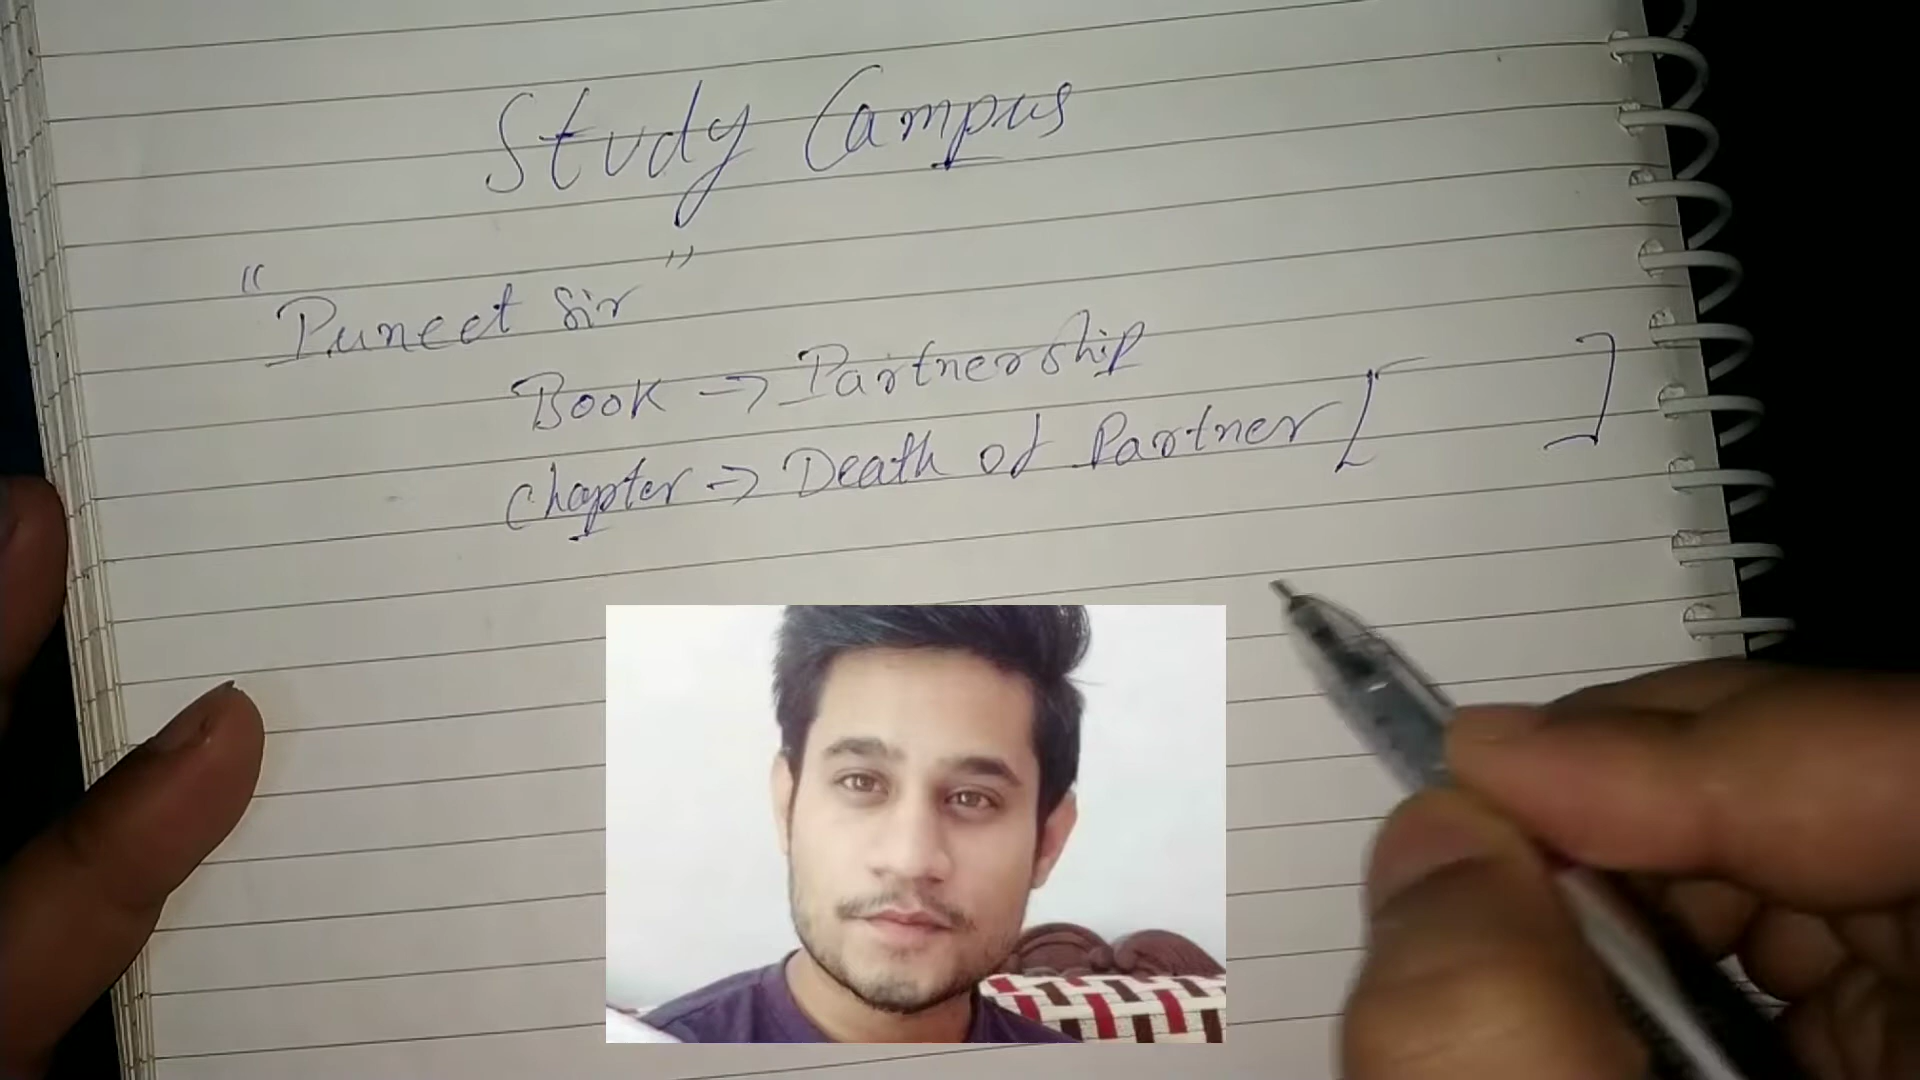 Study Campus
"Puneet Sir"
Book -> Partnership
Chapter -> Death of Partner [ ]